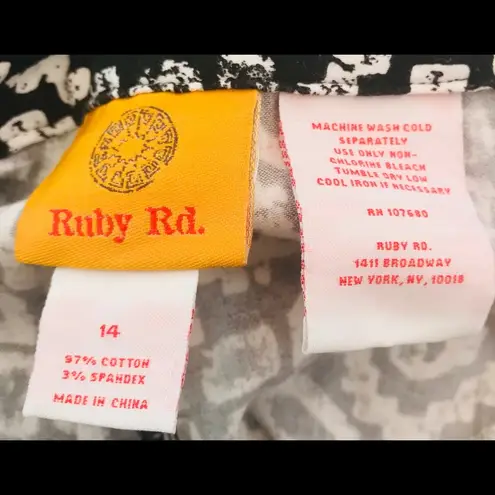 Ruby Rd.
14
97% COTTON
3% SPANDEX
MADE IN CHINA
MACHINE WASH COLD
SEPARATELY
USE ONLY NON-
CHLORINE BLEACH
TUMBLE DRY LOW
COOL IRON IF NECESSARY
RN 107680
RUBY RD.
1411 BROADWAY
NEW YORK, NY, 10018